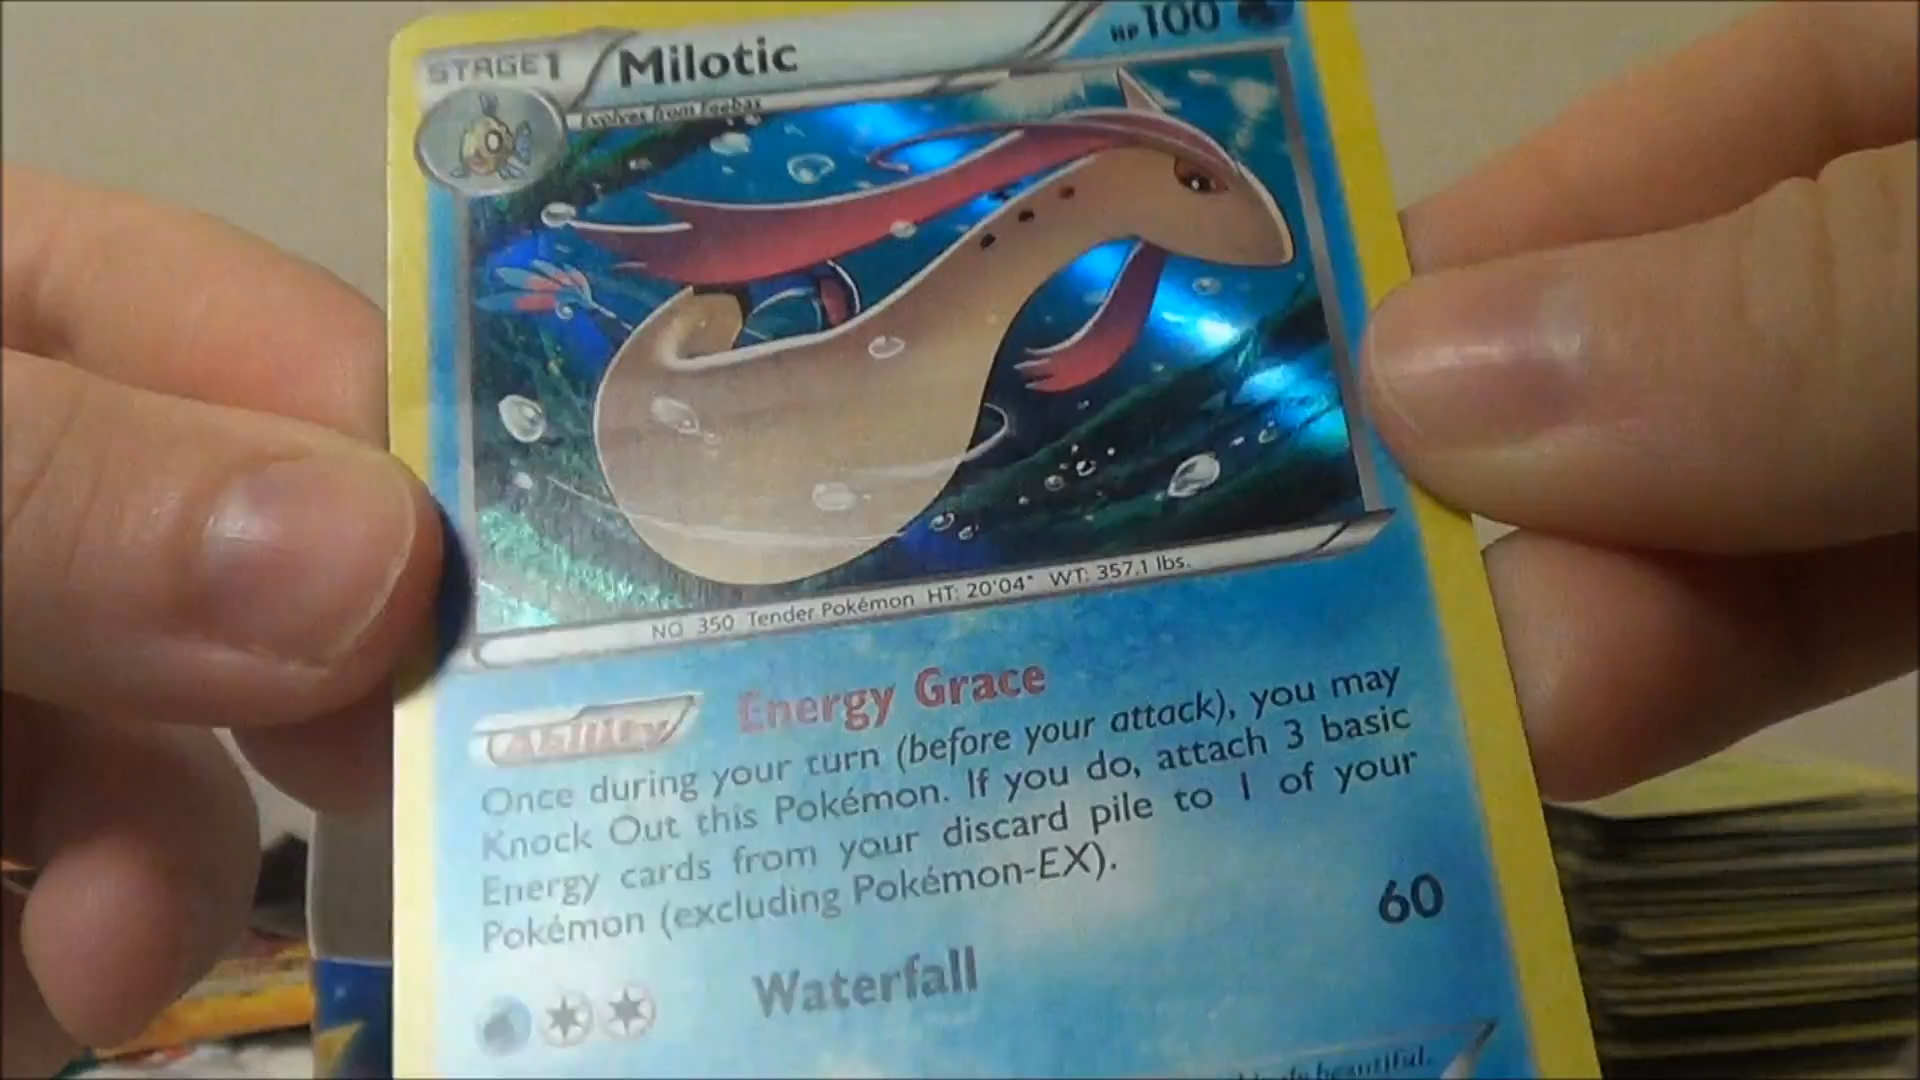 STAGE1 Milotic HP100
Evolves from Feebas
NO. 350 Tender Pokémon HT: 20'04" WT: 357.1 lbs.
Ability Energy Grace
Once during your turn (before your attack), you may
Knock Out this Pokémon. If you do, attach 3 basic
Energy cards from your discard pile to 1 of your
Pokémon (excluding Pokémon-EX).
Waterfall 60
beautiful.